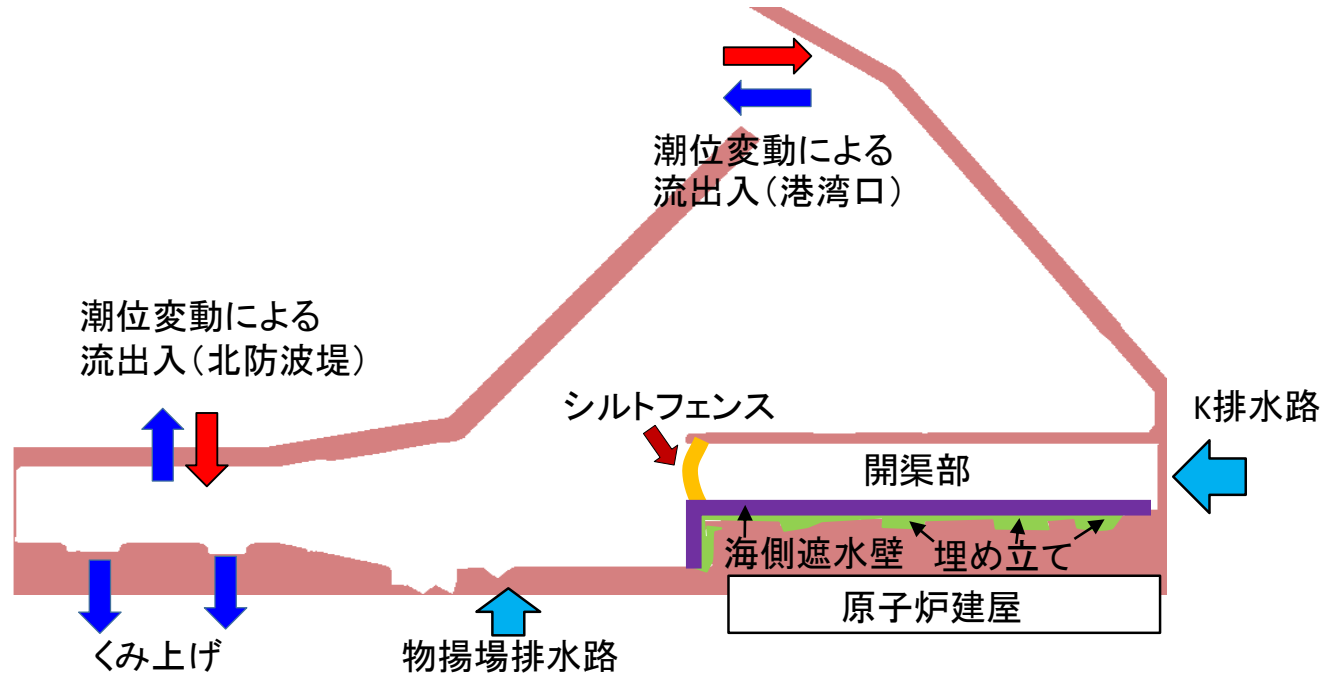 潮位変動による
流出入(港湾口)
潮位変動による
流出入(北防波堤)
シルトフェンス
K排水路
開渠部
海側遮水壁
埋め立て
原子炉建屋
くみ上げ
物揚場排水路